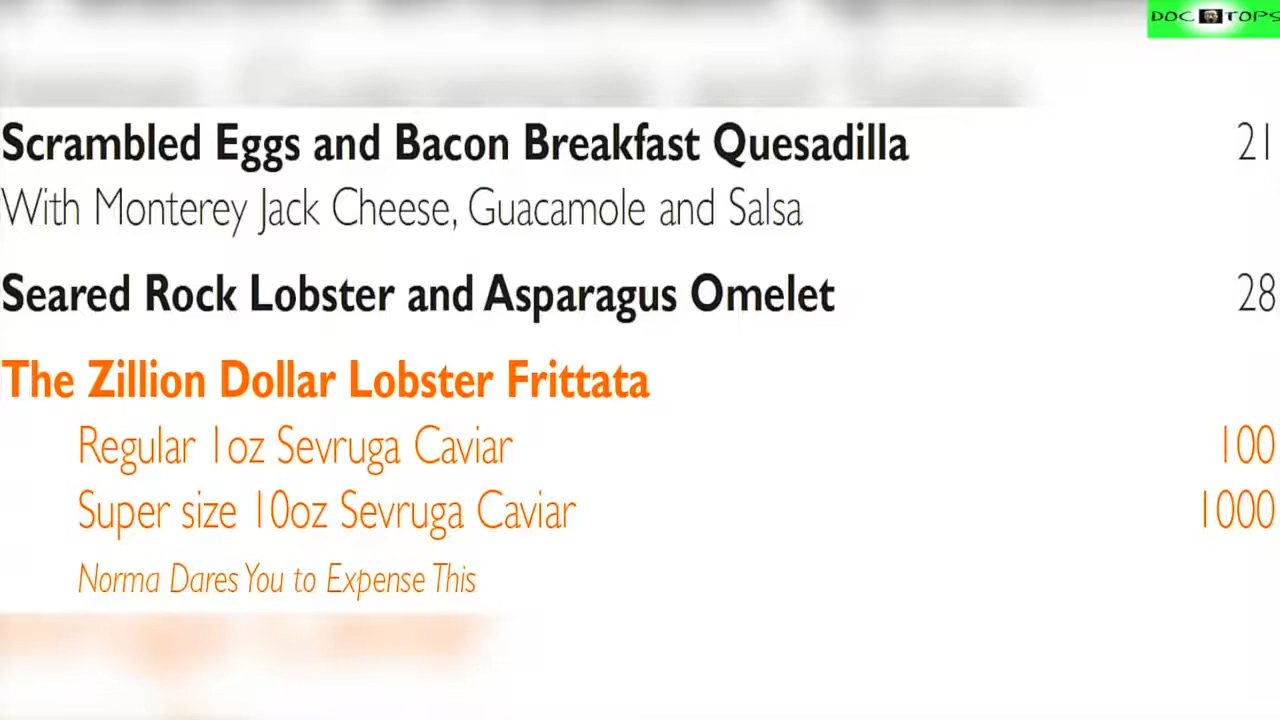 DOC TOPS
Scrambled Eggs and Bacon Breakfast Quesadilla 21
With Monterey Jack Cheese, Guacamole and Salsa
Seared Rock Lobster and Asparagus Omelet 28
The Zillion Dollar Lobster Frittata
Regular 1oz Sevruga Caviar 100
Super size 10oz Sevruga Caviar 1000
Norma Dares You to Expense This